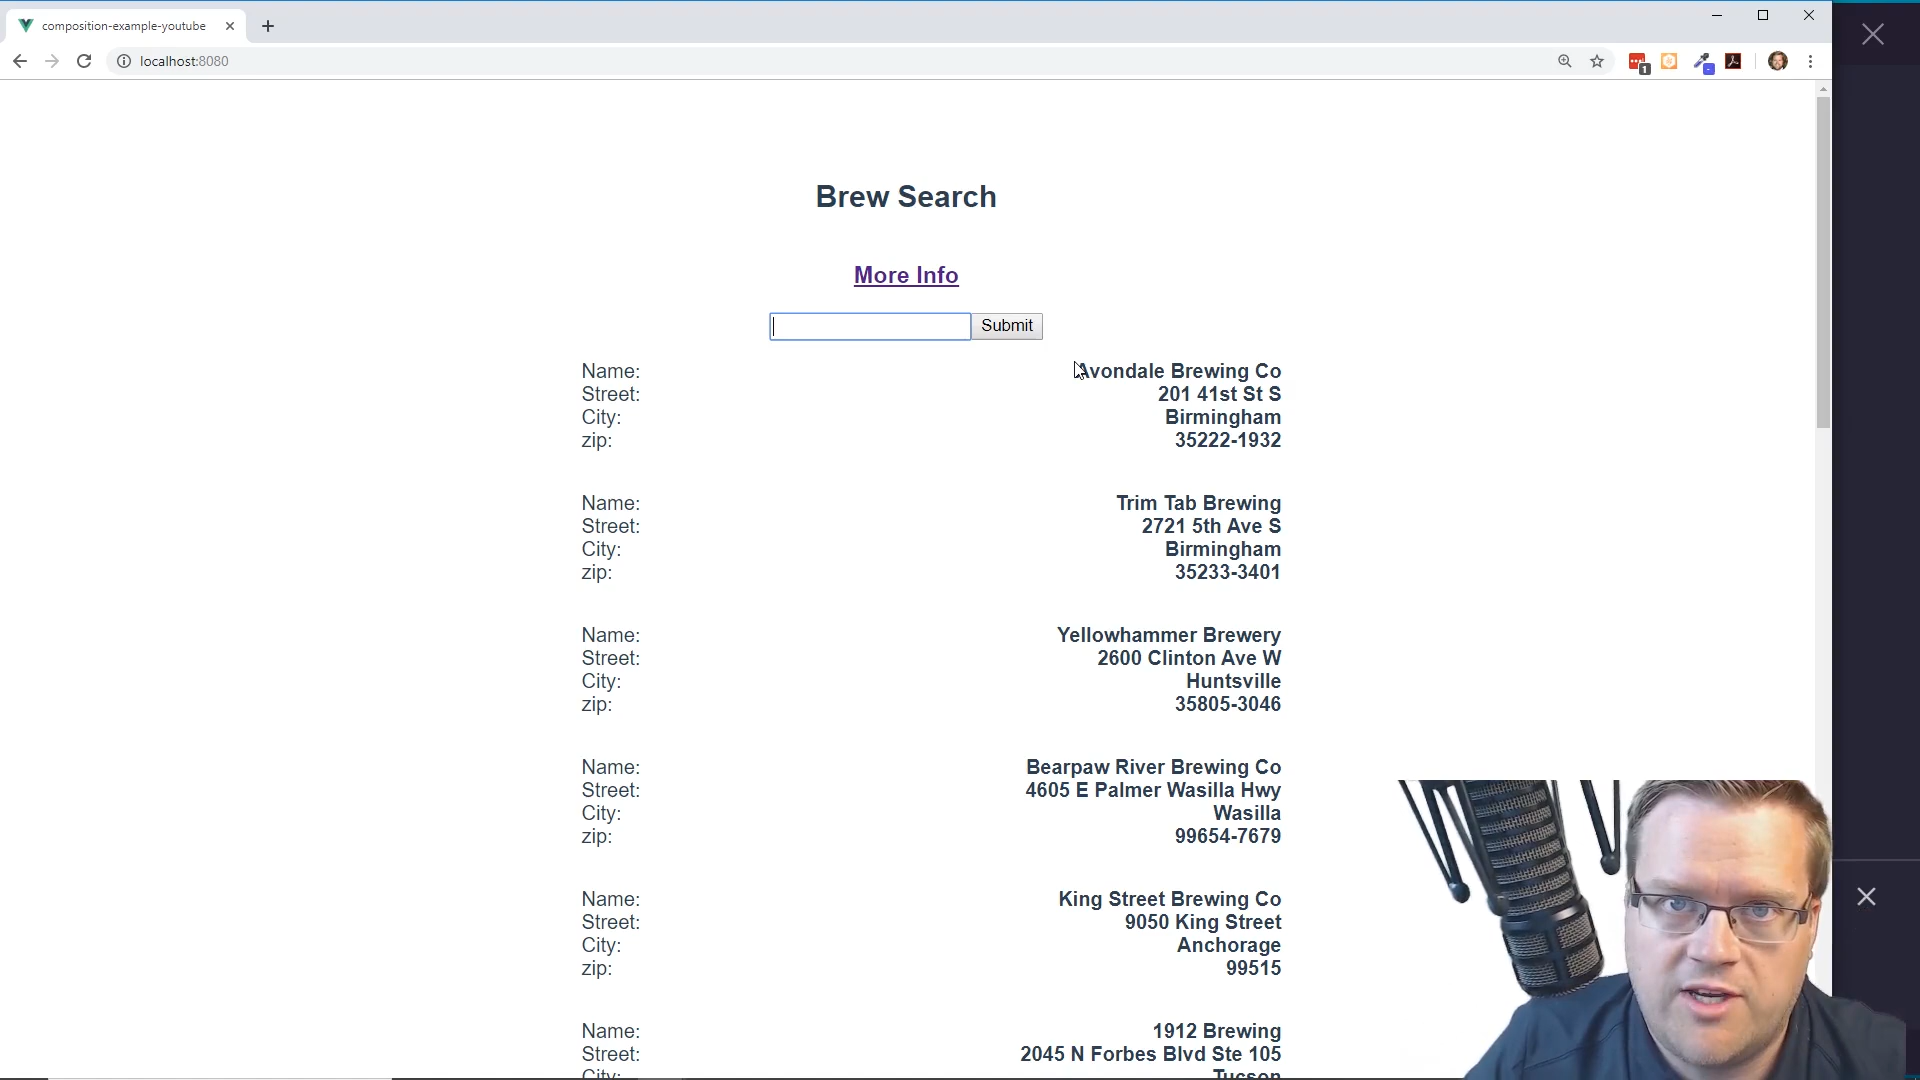 composition-example-youtube
localhost:8080
1
Brew Search
More Info
Submit
Name: Avondale Brewing Co
Street: 201 41st St S
City: Birmingham
zip: 35222-1932
Name: Trim Tab Brewing
Street: 2721 5th Ave S
City: Birmingham
zip: 35233-3401
Name: Yellowhammer Brewery
Street: 2600 Clinton Ave W
City: Huntsville
zip: 35805-3046
Name: Bearpaw River Brewing Co
Street: 4605 E Palmer Wasilla Hwy
City: Wasilla
zip: 99654-7679
Name: King Street Brewing Co
Street: 9050 King Street
City: Anchorage
zip: 99515
Name: 1912 Brewing
Street: 2045 N Forbes Blvd Ste 105
City: Tucson